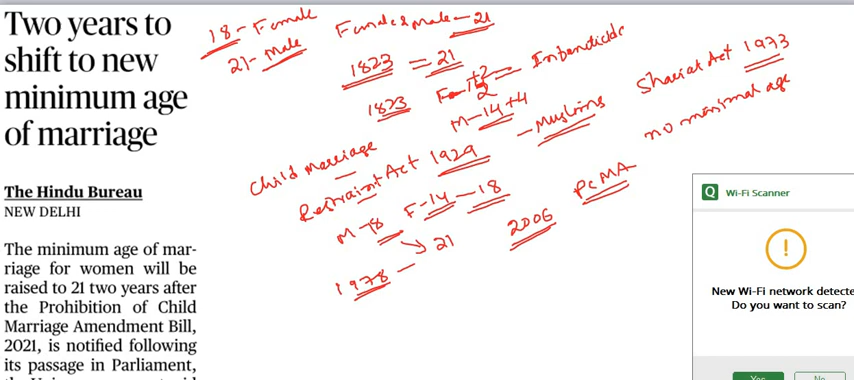 Two years to
shift to new
minimum age
of marriage
The Hindu Bureau
NEW DELHI
The minimum age of mar-
riage for women will be
raised to 21 two years after
the Prohibition of Child
Marriage Amendment Bill,
2021, is notified following
its passage in Parliament,
18 - Female
21 - Male
Female & Male - 21
1823 = 21
1823
Infanticide
M - 14 + 4
- Muslims
Shariat Act 1973
no minimal age
Child Marriage
Restraint Act 1929
M - 18
F - 14 - 18
21
1978 -
2006
PCMA
Wi-Fi Scanner
New Wi-Fi network detecte
Do you want to scan?
Yes
No